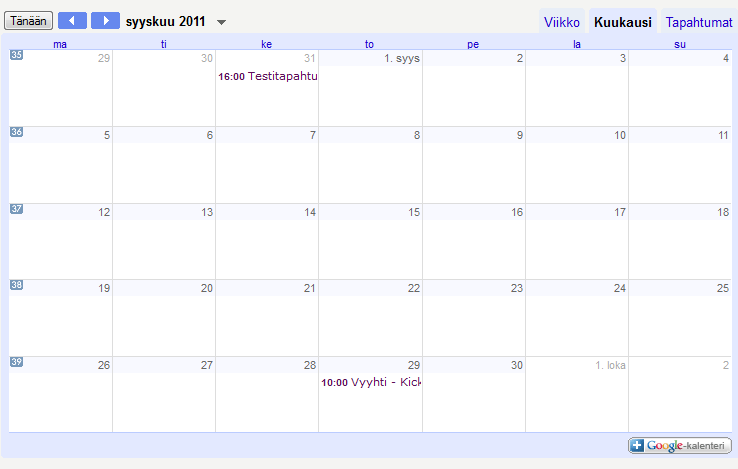 Tänään syyskuu 2011 Viikko Kuukausi Tapahtumat
ma ti ke to pe la su
35 29 30 31 1. syys 2 3 4
16:00 Testitapahtu
36 5 6 7 8 9 10 11
37 12 13 14 15 16 17 18
38 19 20 21 22 23 24 25
39 26 27 28 29 30 1. loka 2
10:00 Vyyhti - Kick
Google-kalenteri